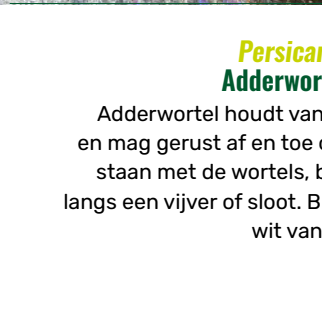 Persicar
Adderwor
Adderwortel houdt van
en mag gerust af en toe
staan met de wortels,
langs een vijver of sloot. B
wit van